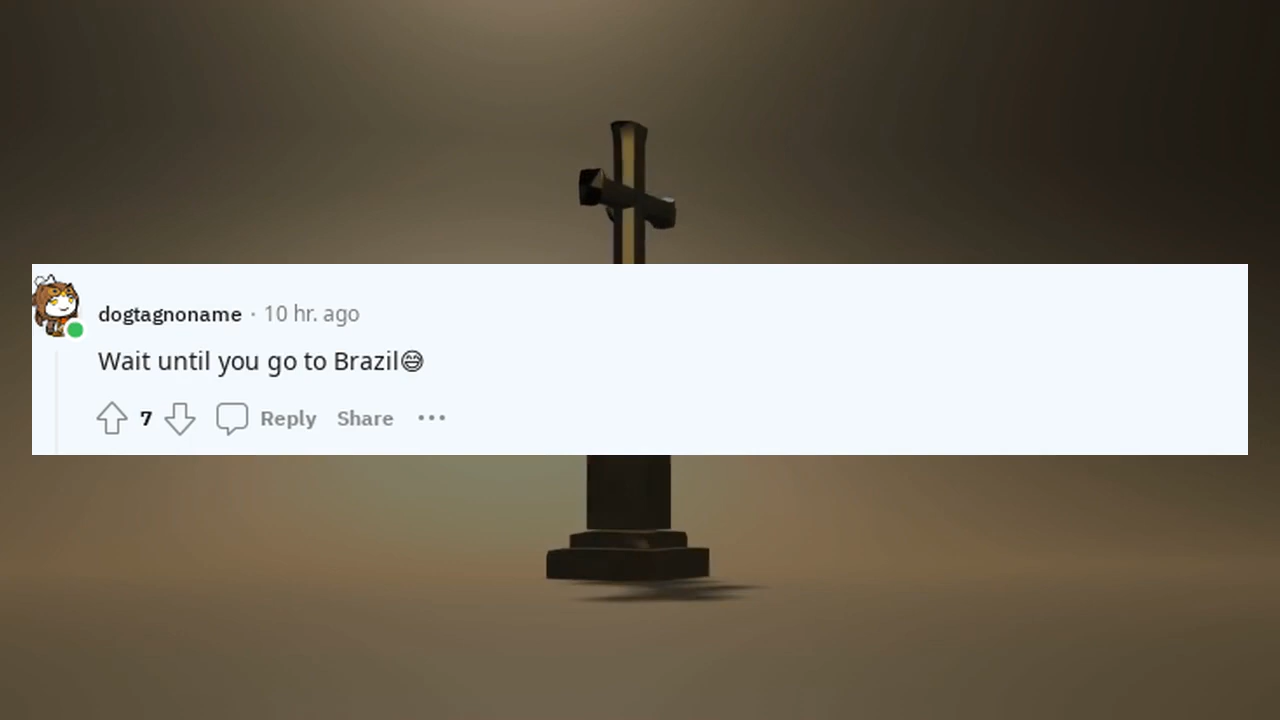 dogtagnoname · 10 hr. ago
Wait until you go to Brazil😅
7 Reply Share ···